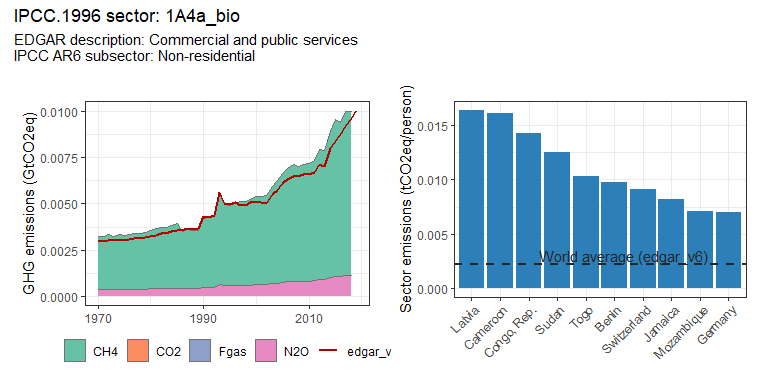 IPCC.1996 sector: 1A4a_bio
EDGAR description: Commercial and public services
IPCC AR6 subsector: Non-residential
GHG emissions (GtCO2eq)
0.0100
0.0075
0.0050
0.0025
0.0000
1970
1990
2010
CH4
CO2
Fgas
N2O
edgar_v
Sector emissions (tCO2eq/person)
0.015
0.010
0.005
0.000
World average (edgar_v6)
Latvia
Cameroon
Congo, Rep.
Sudan
Togo
Benin
Switzerland
Jamaica
Mozambique
Germany